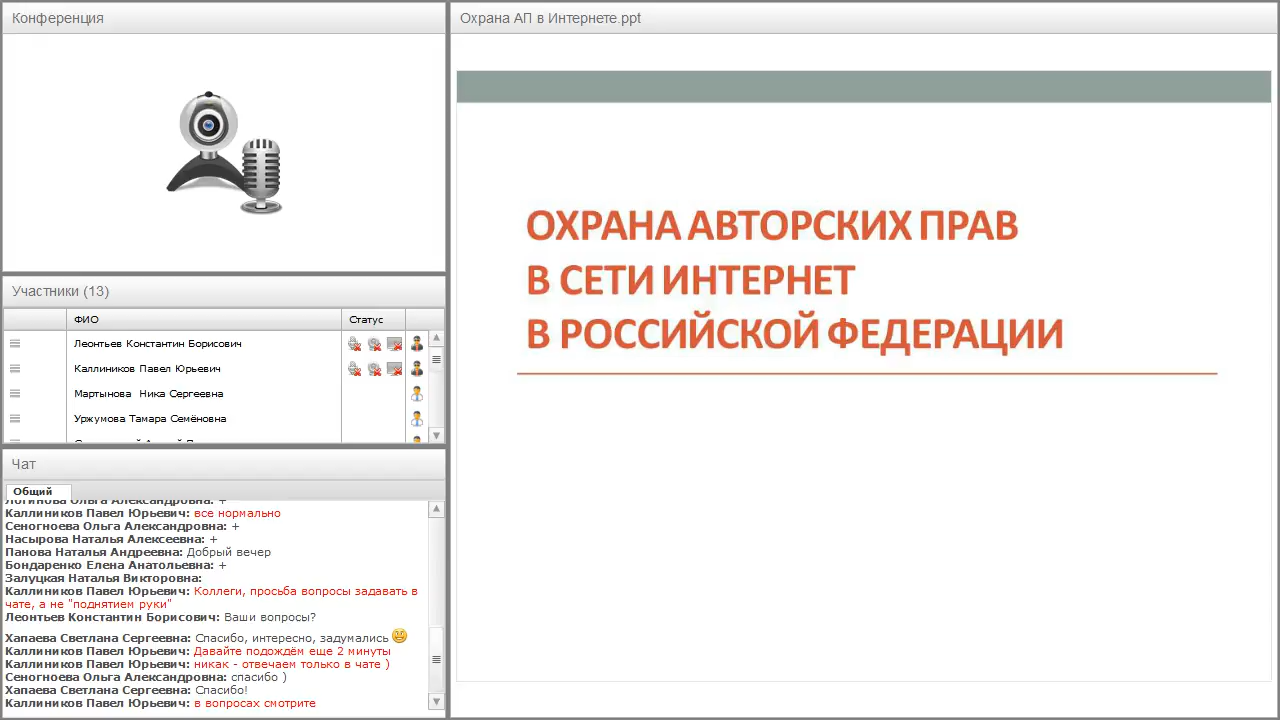 Конференция
Участники (13)
ФИО
Статус
Леонтьев Константин Борисович
Каллиников Павел Юрьевич
Мартынова Ника Сергеевна
Уржумова Тамара Семёновна
Чат
Общий
Логинова Ольга Александровна: +
Каллиников Павел Юрьевич: все нормально
Сеногноева Ольга Александровна: +
Насырова Наталья Алексеевна: +
Панова Наталья Андреевна: Добрый вечер
Бондаренко Елена Анатольевна: +
Залуцкая Наталья Викторовна:
Каллиников Павел Юрьевич: Коллеги, просьба вопросы задавать в
чате, а не "поднятием руки"
Леонтьев Константин Борисович: Ваши вопросы?
Хапаева Светлана Сергеевна: Спасибо, интересно, задумались
Каллиников Павел Юрьевич: Давайте подождём еще 2 минуты
Каллиников Павел Юрьевич: никак - отвечаем только в чате )
Сеногноева Ольга Александровна: спасибо )
Хапаева Светлана Сергеевна: Спасибо!
Каллиников Павел Юрьевич: в вопросах смотрите
Охрана АП в Интернете.ppt
ОХРАНА АВТОРСКИХ ПРАВ
В СЕТИ ИНТЕРНЕТ
В РОССИЙСКОЙ ФЕДЕРАЦИИ